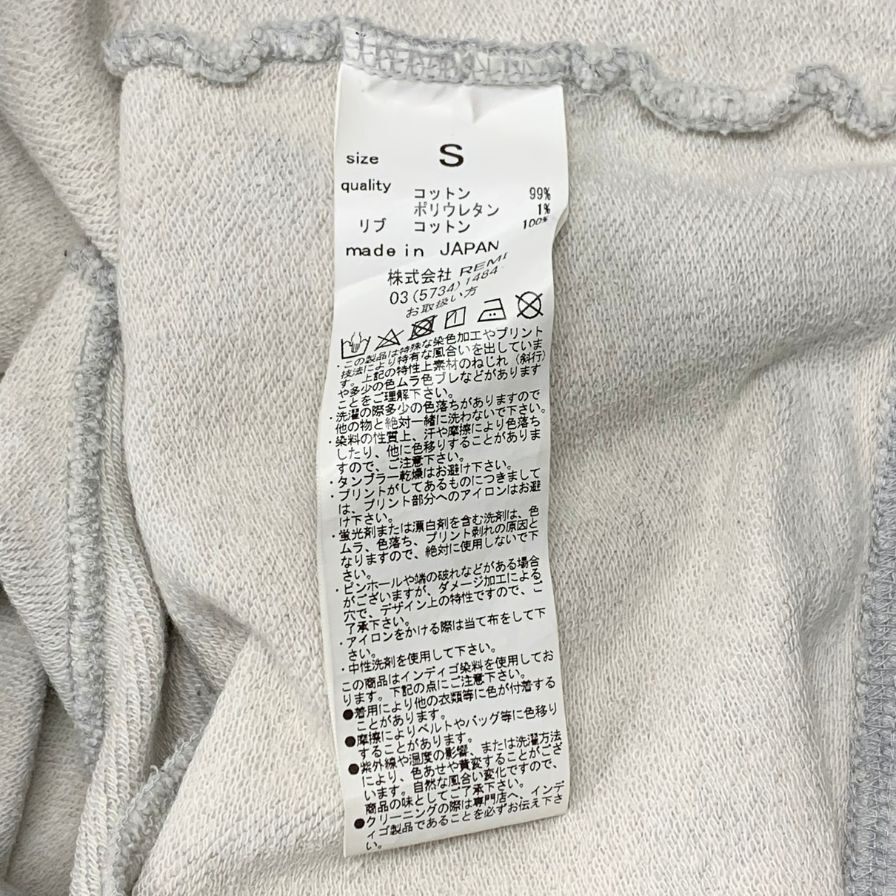 size S
quality コットン 99%
ポリウレタン 1%
リブ コットン 100%
made in JAPAN
株式会社 REMI
03 (5734) 1484
お取扱い方
・この製品は特殊な染色加工やプリント
技法により特有な風合いを出していま
す。上記の特性上素材のねじれ（斜行）
や多少の色ムラ色ブレなどがあります
ことをご理解下さい。
・洗濯の際多少の色落ちがありますので
他の物と絶対一緒に洗わないで下さい。
・染料の性質上、汗や摩擦により色落ち
したり、他に色移りすることがありま
すので、ご注意下さい。
・タンブラー乾燥はお避け下さい。
・プリントがしてあるものにつきまして
は、プリント部分へのアイロンはお避
け下さい。
・蛍光剤または漂白剤を含む洗剤は、色
ムラ、色落ち、プリント剥れの原因と
なりますので、絶対に使用しないで下
さい。
・ピンホールや端の破れなどがある場合
がございますが、ダメージ加工による
穴で、デザイン上の特性ですので、ご
了承下さい。
・アイロンをかける際は当て布をして下
さい。
・中性洗剤を使用して下さい。
この商品はインディゴ染料を使用してお
ります。下記の点にご注意下さい。
●着用により他の衣類等に色が付着する
ことがあります。
●摩擦によりベルトやバッグ等に色移り
することがあります。
●紫外線や温度の影響、または洗濯方法
により、色あせや黄変することがござ
います。自然な風合い変化ですので、
商品の味としてご了承下さい。
●クリーニングの際は専門店へ、インデ
ィゴ製品であることを必ずお伝え下さ
い。